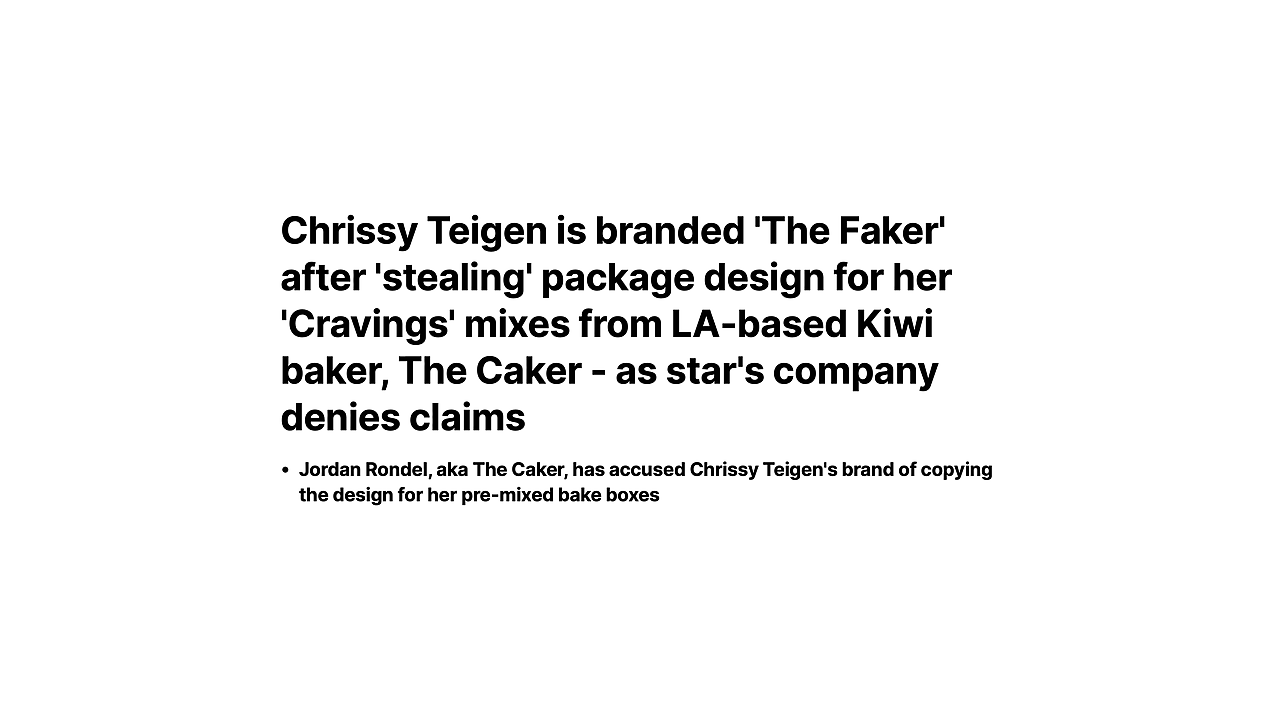 Chrissy Teigen is branded 'The Faker'
after 'stealing' package design for her
'Cravings' mixes from LA-based Kiwi
baker, The Caker - as star's company
denies claims
• Jordan Rondel, aka The Caker, has accused Chrissy Teigen's brand of copying
the design for her pre-mixed bake boxes